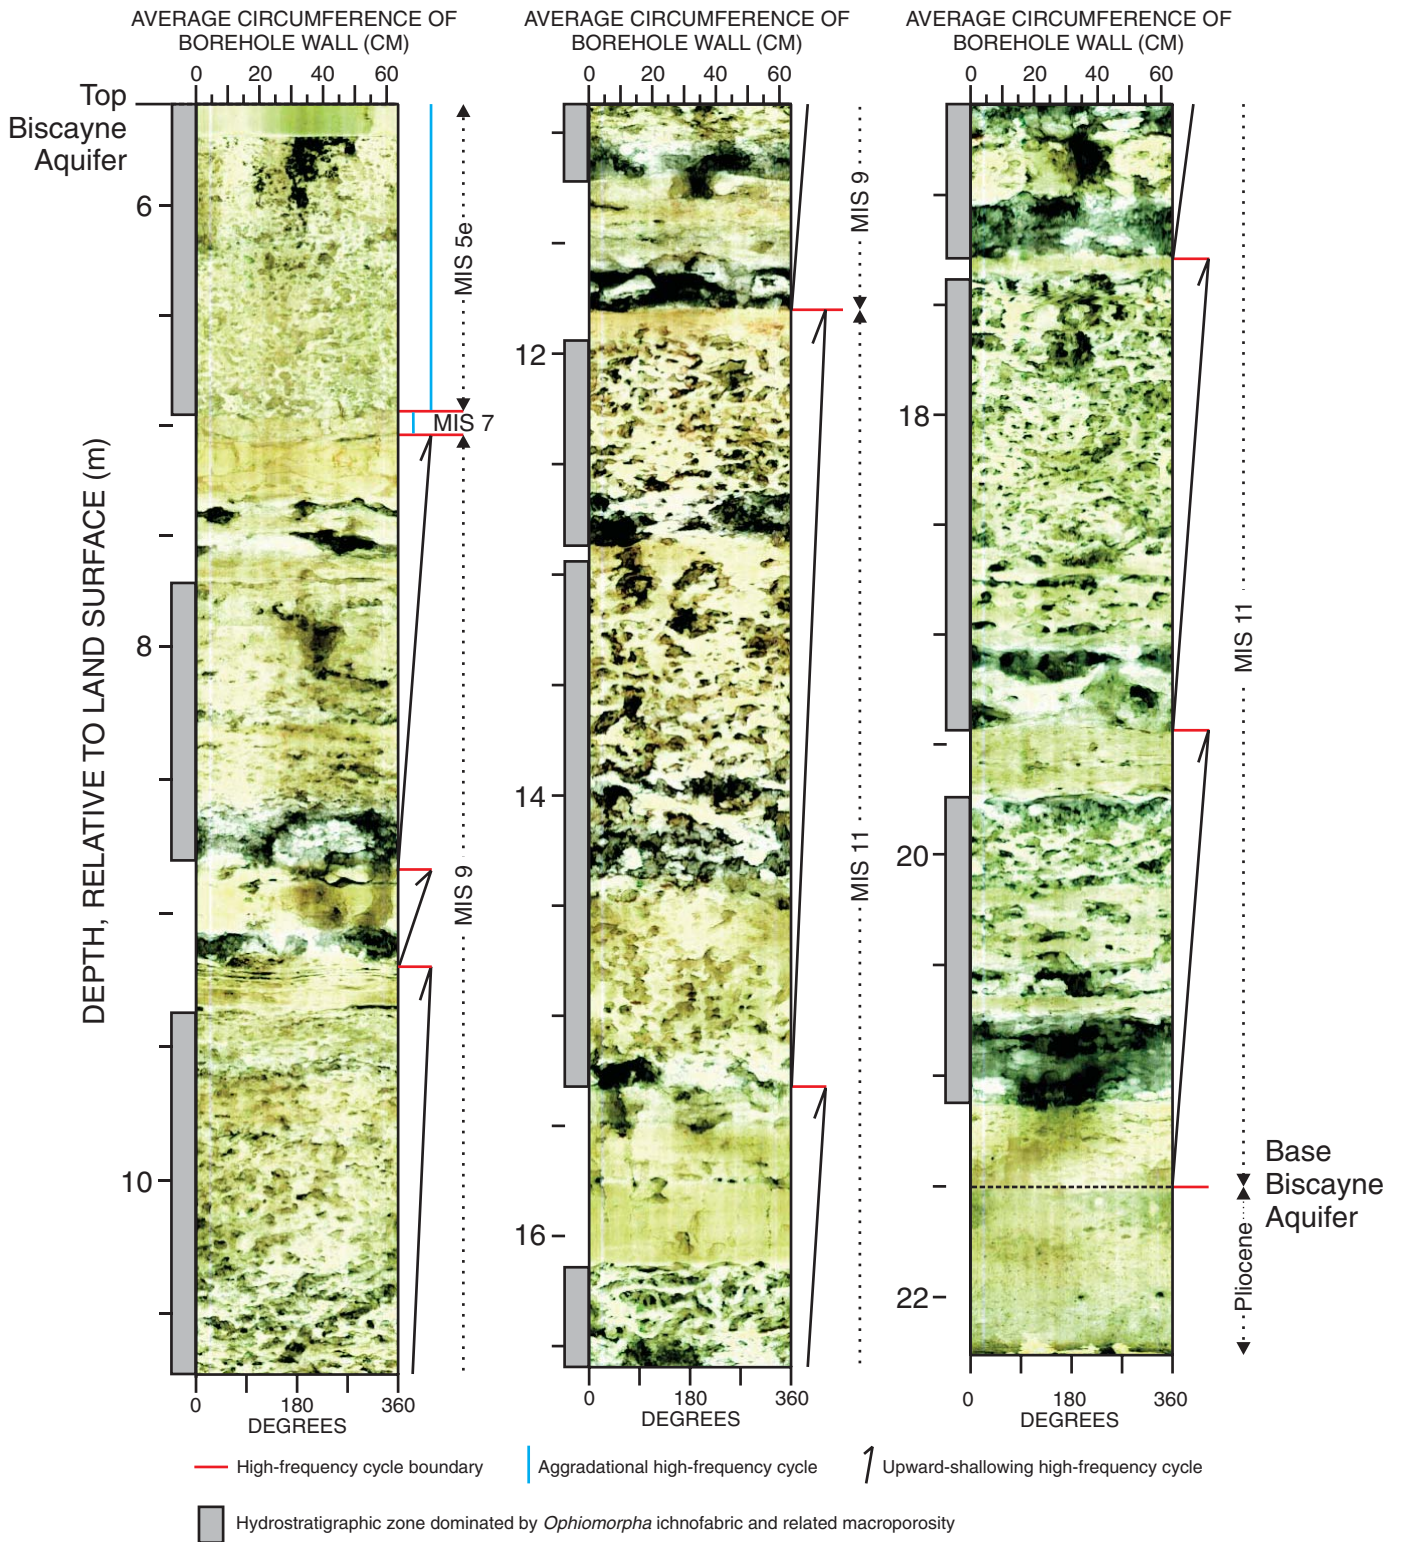 AVERAGE CIRCUMFERENCE OF
BOREHOLE WALL (CM)
0 20 40 60
AVERAGE CIRCUMFERENCE OF
BOREHOLE WALL (CM)
0 20 40 60
AVERAGE CIRCUMFERENCE OF
BOREHOLE WALL (CM)
0 20 40 60
Top
Biscayne
Aquifer
DEPTH, RELATIVE TO LAND SURFACE (m)
6
8
10
MIS 5e
MIS 7
MIS 9
0 180 360
DEGREES
12
14
16
MIS 9
MIS 11
0 180 360
DEGREES
18
20
22
MIS 11
Pliocene
Base
Biscayne
Aquifer
0 180 360
DEGREES
High-frequency cycle boundary
Aggradational high-frequency cycle
Upward-shallowing high-frequency cycle
Hydrostratigraphic zone dominated by Ophiomorpha ichnofabric and related macroporosity